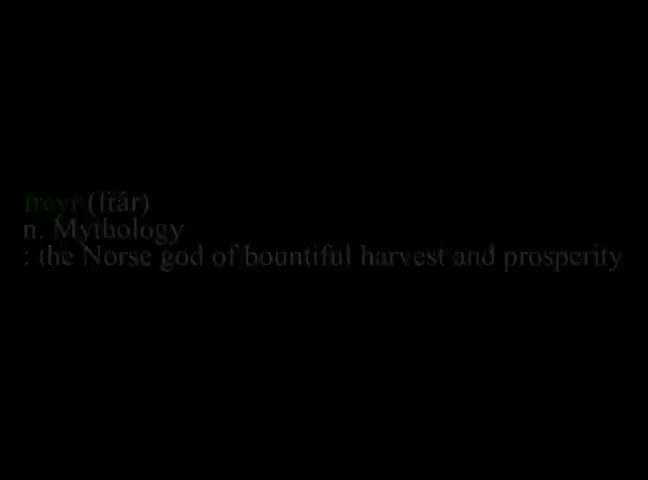 freyr (frār)
n. Mythology
: the Norse god of bountiful harvest and prosperity